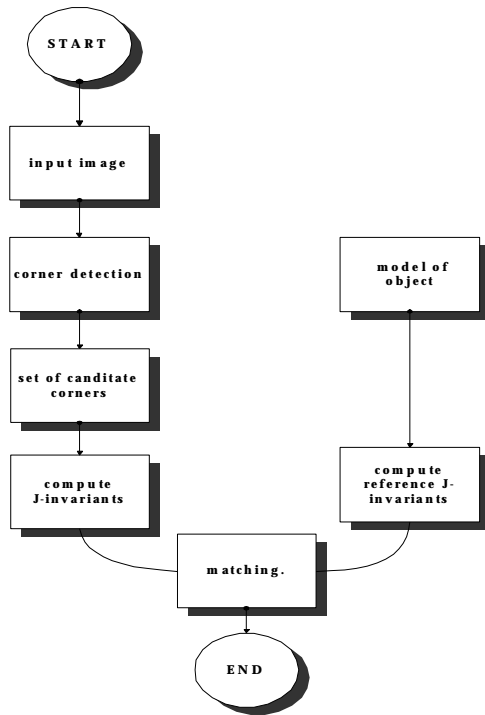 START
input image
corner detection
model of
object
set of canditate
corners
compute
J-invariants
compute
reference J-
invariants
matching.
END